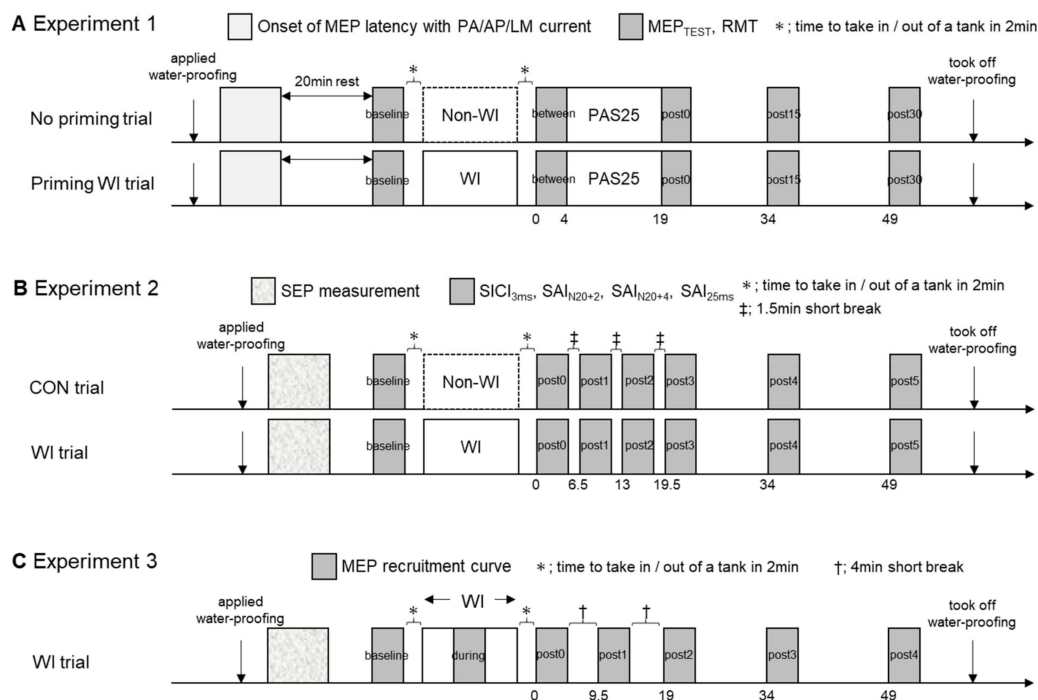 A Experiment 1
Onset of MEP latency with PA/AP/LM current
MEPTEST, RMT
*; time to take in / out of a tank in 2min
applied
water-proofing
20min rest
*
*
took off
water-proofing
No priming trial
baseline
Non-WI
between
PAS25
post0
post15
post30
Priming WI trial
baseline
WI
between
PAS25
post0
post15
post30
0 4 19 34 49
B Experiment 2
SEP measurement
SICI3ms, SAIN20+2, SAIN20+4, SAI25ms
*; time to take in / out of a tank in 2min
‡; 1.5min short break
applied
water-proofing
*
*
‡ ‡ ‡
took off
water-proofing
CON trial
baseline
Non-WI
post0
post1
post2
post3
post4
post5
WI trial
baseline
WI
post0
post1
post2
post3
post4
post5
0 6.5 13 19.5 34 49
C Experiment 3
MEP recruitment curve
*; time to take in / out of a tank in 2min
†; 4min short break
applied
water-proofing
*
WI
*
† †
took off
water-proofing
WI trial
baseline
during
post0
post1
post2
post3
post4
0 9.5 19 34 49